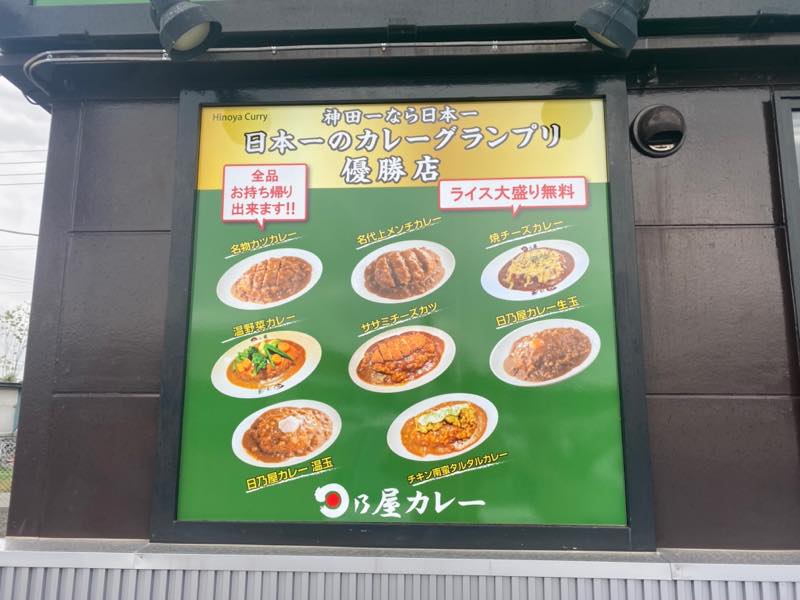 Hinoya Curry
神田一なら日本一
日本一のカレーグランプリ
優勝店
全品
お持ち帰り
出来ます!!
ライス大盛り無料
名物カツカレー
名代上メンチカレー
焼チーズカレー
温野菜カレー
ササミチーズカツ
日乃屋カレー生玉
日乃屋カレー 温玉
チキン南蛮タルタルカレー
日乃屋カレー